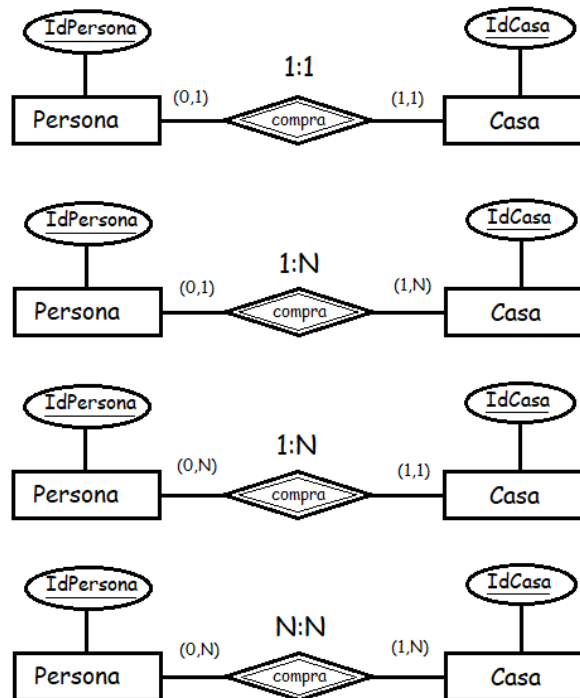 IdPersona IdCasa
1:1
(0,1) (1,1)
Persona compra Casa
IdPersona IdCasa
1:N
(0,1) (1,N)
Persona compra Casa
IdPersona IdCasa
1:N
(0,N) (1,1)
Persona compra Casa
IdPersona IdCasa
N:N
(0,N) (1,N)
Persona compra Casa